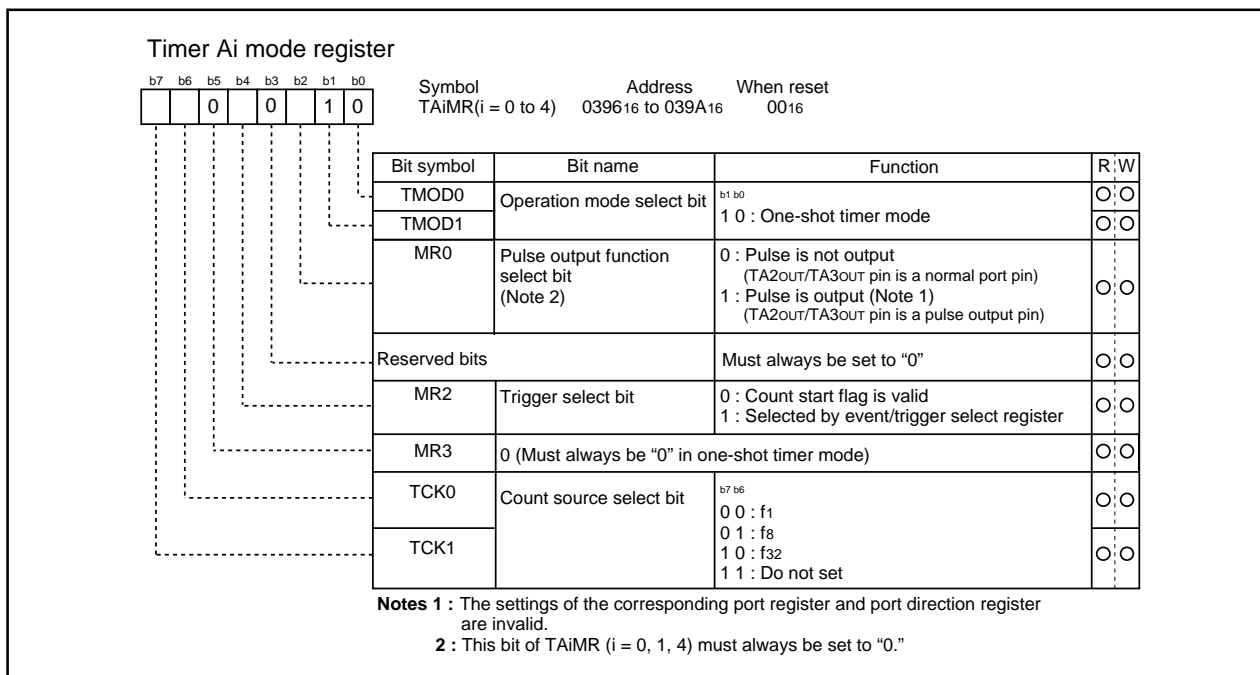 Timer Ai mode register
b7 b6 b5 b4 b3 b2 b1 b0
0 0 1 0
Symbol Address When reset
TAiMR(i = 0 to 4) 039616 to 039A16 0016
Bit symbol Bit name Function R W
TMOD0 Operation mode select bit b1 b0
TMOD1 1 0 : One-shot timer mode
MR0 Pulse output function select bit (Note 2)
0 : Pulse is not output
(TA2OUT/TA3OUT pin is a normal port pin)
1 : Pulse is output (Note 1)
(TA2OUT/TA3OUT pin is a pulse output pin)
Reserved bits Must always be set to “0”
MR2 Trigger select bit 0 : Count start flag is valid
1 : Selected by event/trigger select register
MR3 0 (Must always be “0” in one-shot timer mode)
TCK0 Count source select bit b7 b6
0 0 : f1
0 1 : f8
TCK1 1 0 : f32
1 1 : Do not set
Notes 1 : The settings of the corresponding port register and port direction register
are invalid.
2 : This bit of TAiMR (i = 0, 1, 4) must always be set to “0.”